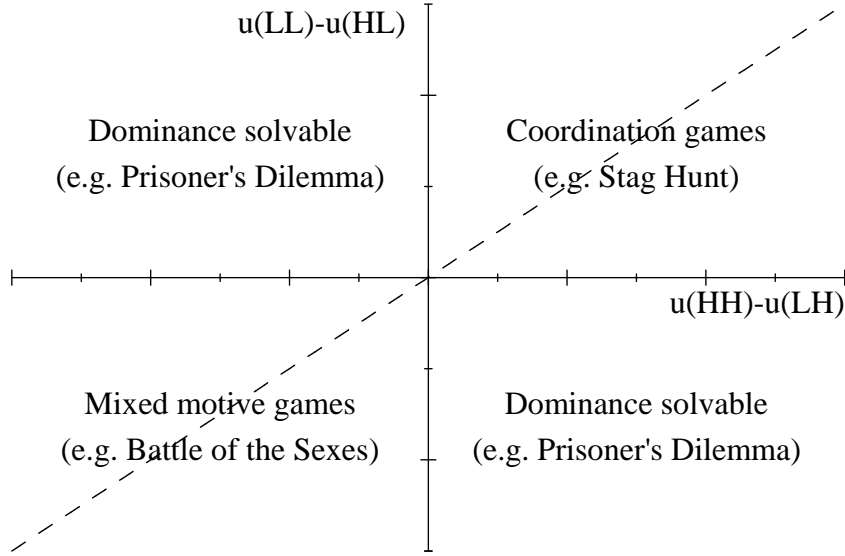 u(LL)-u(HL)
Dominance solvable
(e.g. Prisoner's Dilemma)
Coordination games
(e.g. Stag Hunt)
u(HH)-u(LH)
Mixed motive games
(e.g. Battle of the Sexes)
Dominance solvable
(e.g. Prisoner's Dilemma)